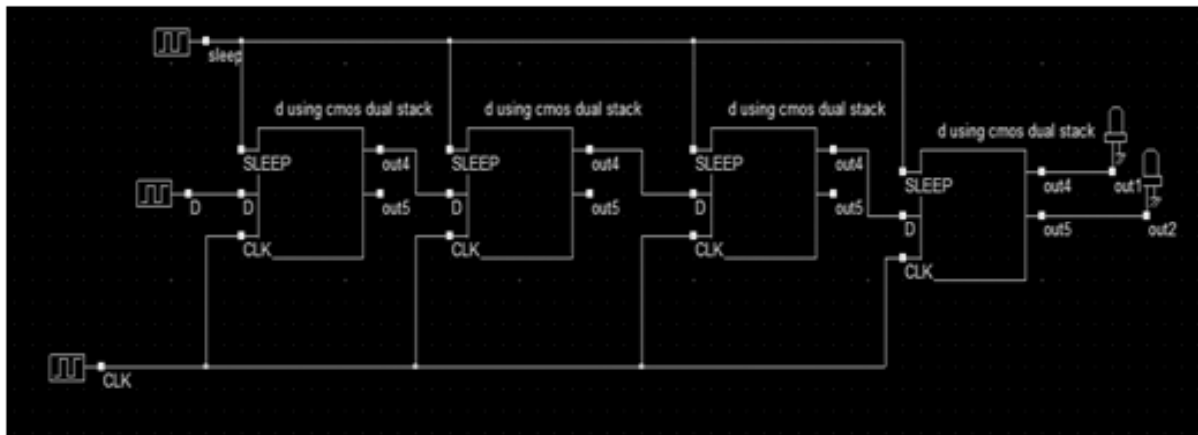 sleep
d using cmos dual stack
d using cmos dual stack
d using cmos dual stack
d using cmos dual stack
SLEEP
out4
SLEEP
out4
SLEEP
out4
SLEEP
out4
out1
D
D
out5
D
out5
D
out5
D
out5
out2
CLK
CLK
CLK
CLK
CLK